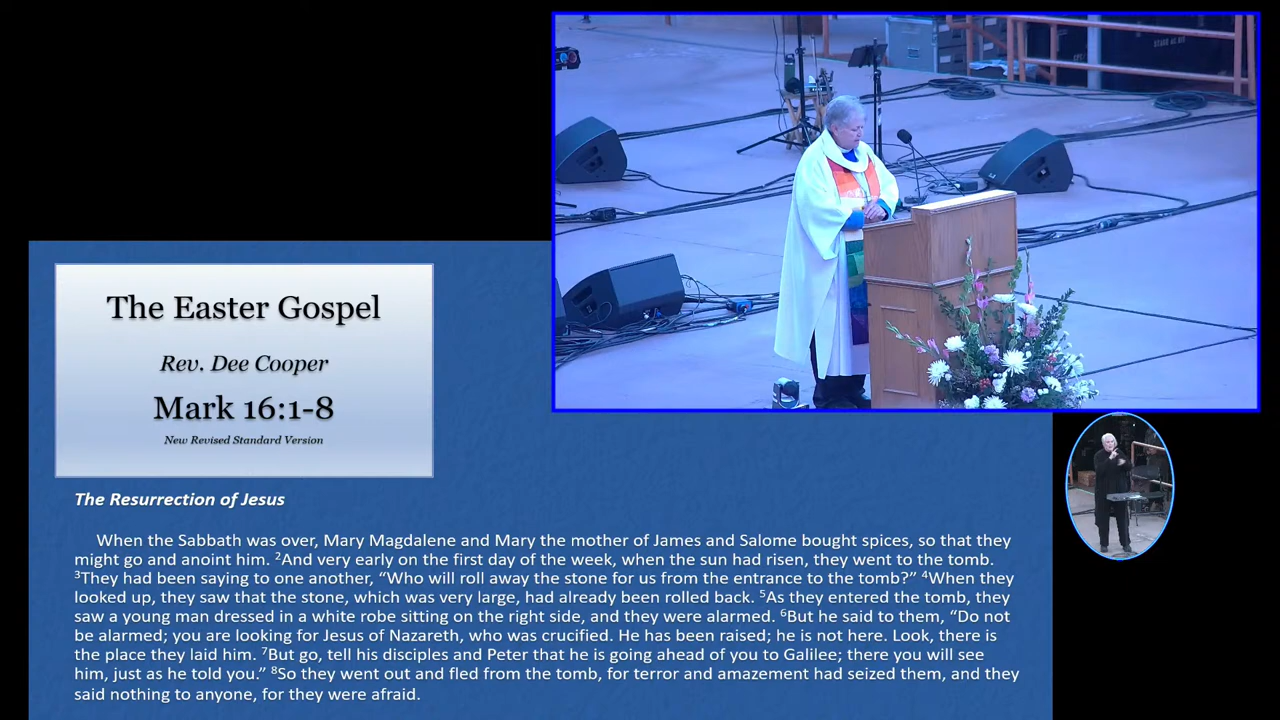 The Easter Gospel
Rev. Dee Cooper
Mark 16:1-8
New Revised Standard Version
The Resurrection of Jesus
When the Sabbath was over, Mary Magdalene and Mary the mother of James and Salome bought spices, so that they
might go and anoint him. ²And very early on the first day of the week, when the sun had risen, they went to the tomb.
³They had been saying to one another, “Who will roll away the stone for us from the entrance to the tomb?” ⁴When they
looked up, they saw that the stone, which was very large, had already been rolled back. ⁵As they entered the tomb, they
saw a young man dressed in a white robe sitting on the right side, and they were alarmed. ⁶But he said to them, “Do not
be alarmed; you are looking for Jesus of Nazareth, who was crucified. He has been raised; he is not here. Look, there is
the place they laid him. ⁷But go, tell his disciples and Peter that he is going ahead of you to Galilee; there you will see
him, just as he told you.” ⁸So they went out and fled from the tomb, for terror and amazement had seized them, and they
said nothing to anyone, for they were afraid.